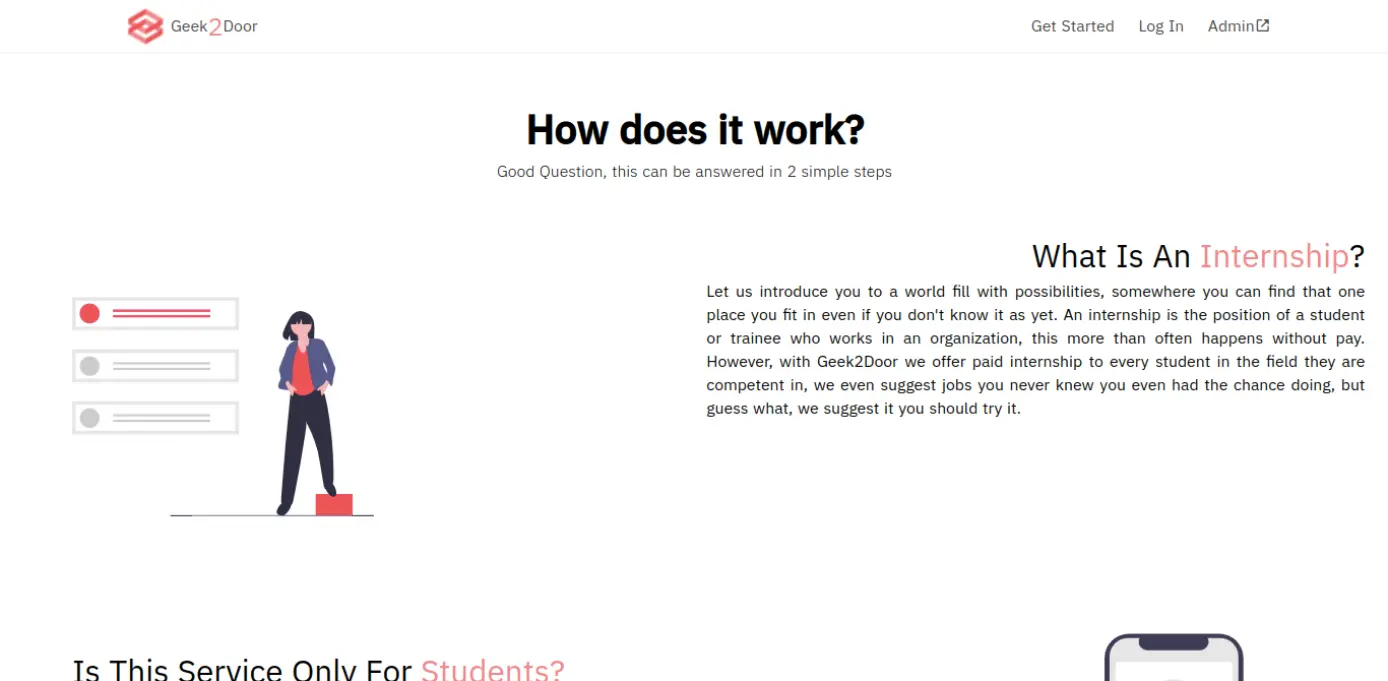 Geek2Door
Get Started Log In Admin
How does it work?
Good Question, this can be answered in 2 simple steps
What Is An Internship?
Let us introduce you to a world fill with possibilities, somewhere you can find that one
place you fit in even if you don't know it as yet. An internship is the position of a student
or trainee who works in an organization, this more than often happens without pay.
However, with Geek2Door we offer paid internship to every student in the field they are
competent in, we even suggest jobs you never knew you even had the chance doing, but
guess what, we suggest it you should try it.
Is This Service Only For Students?